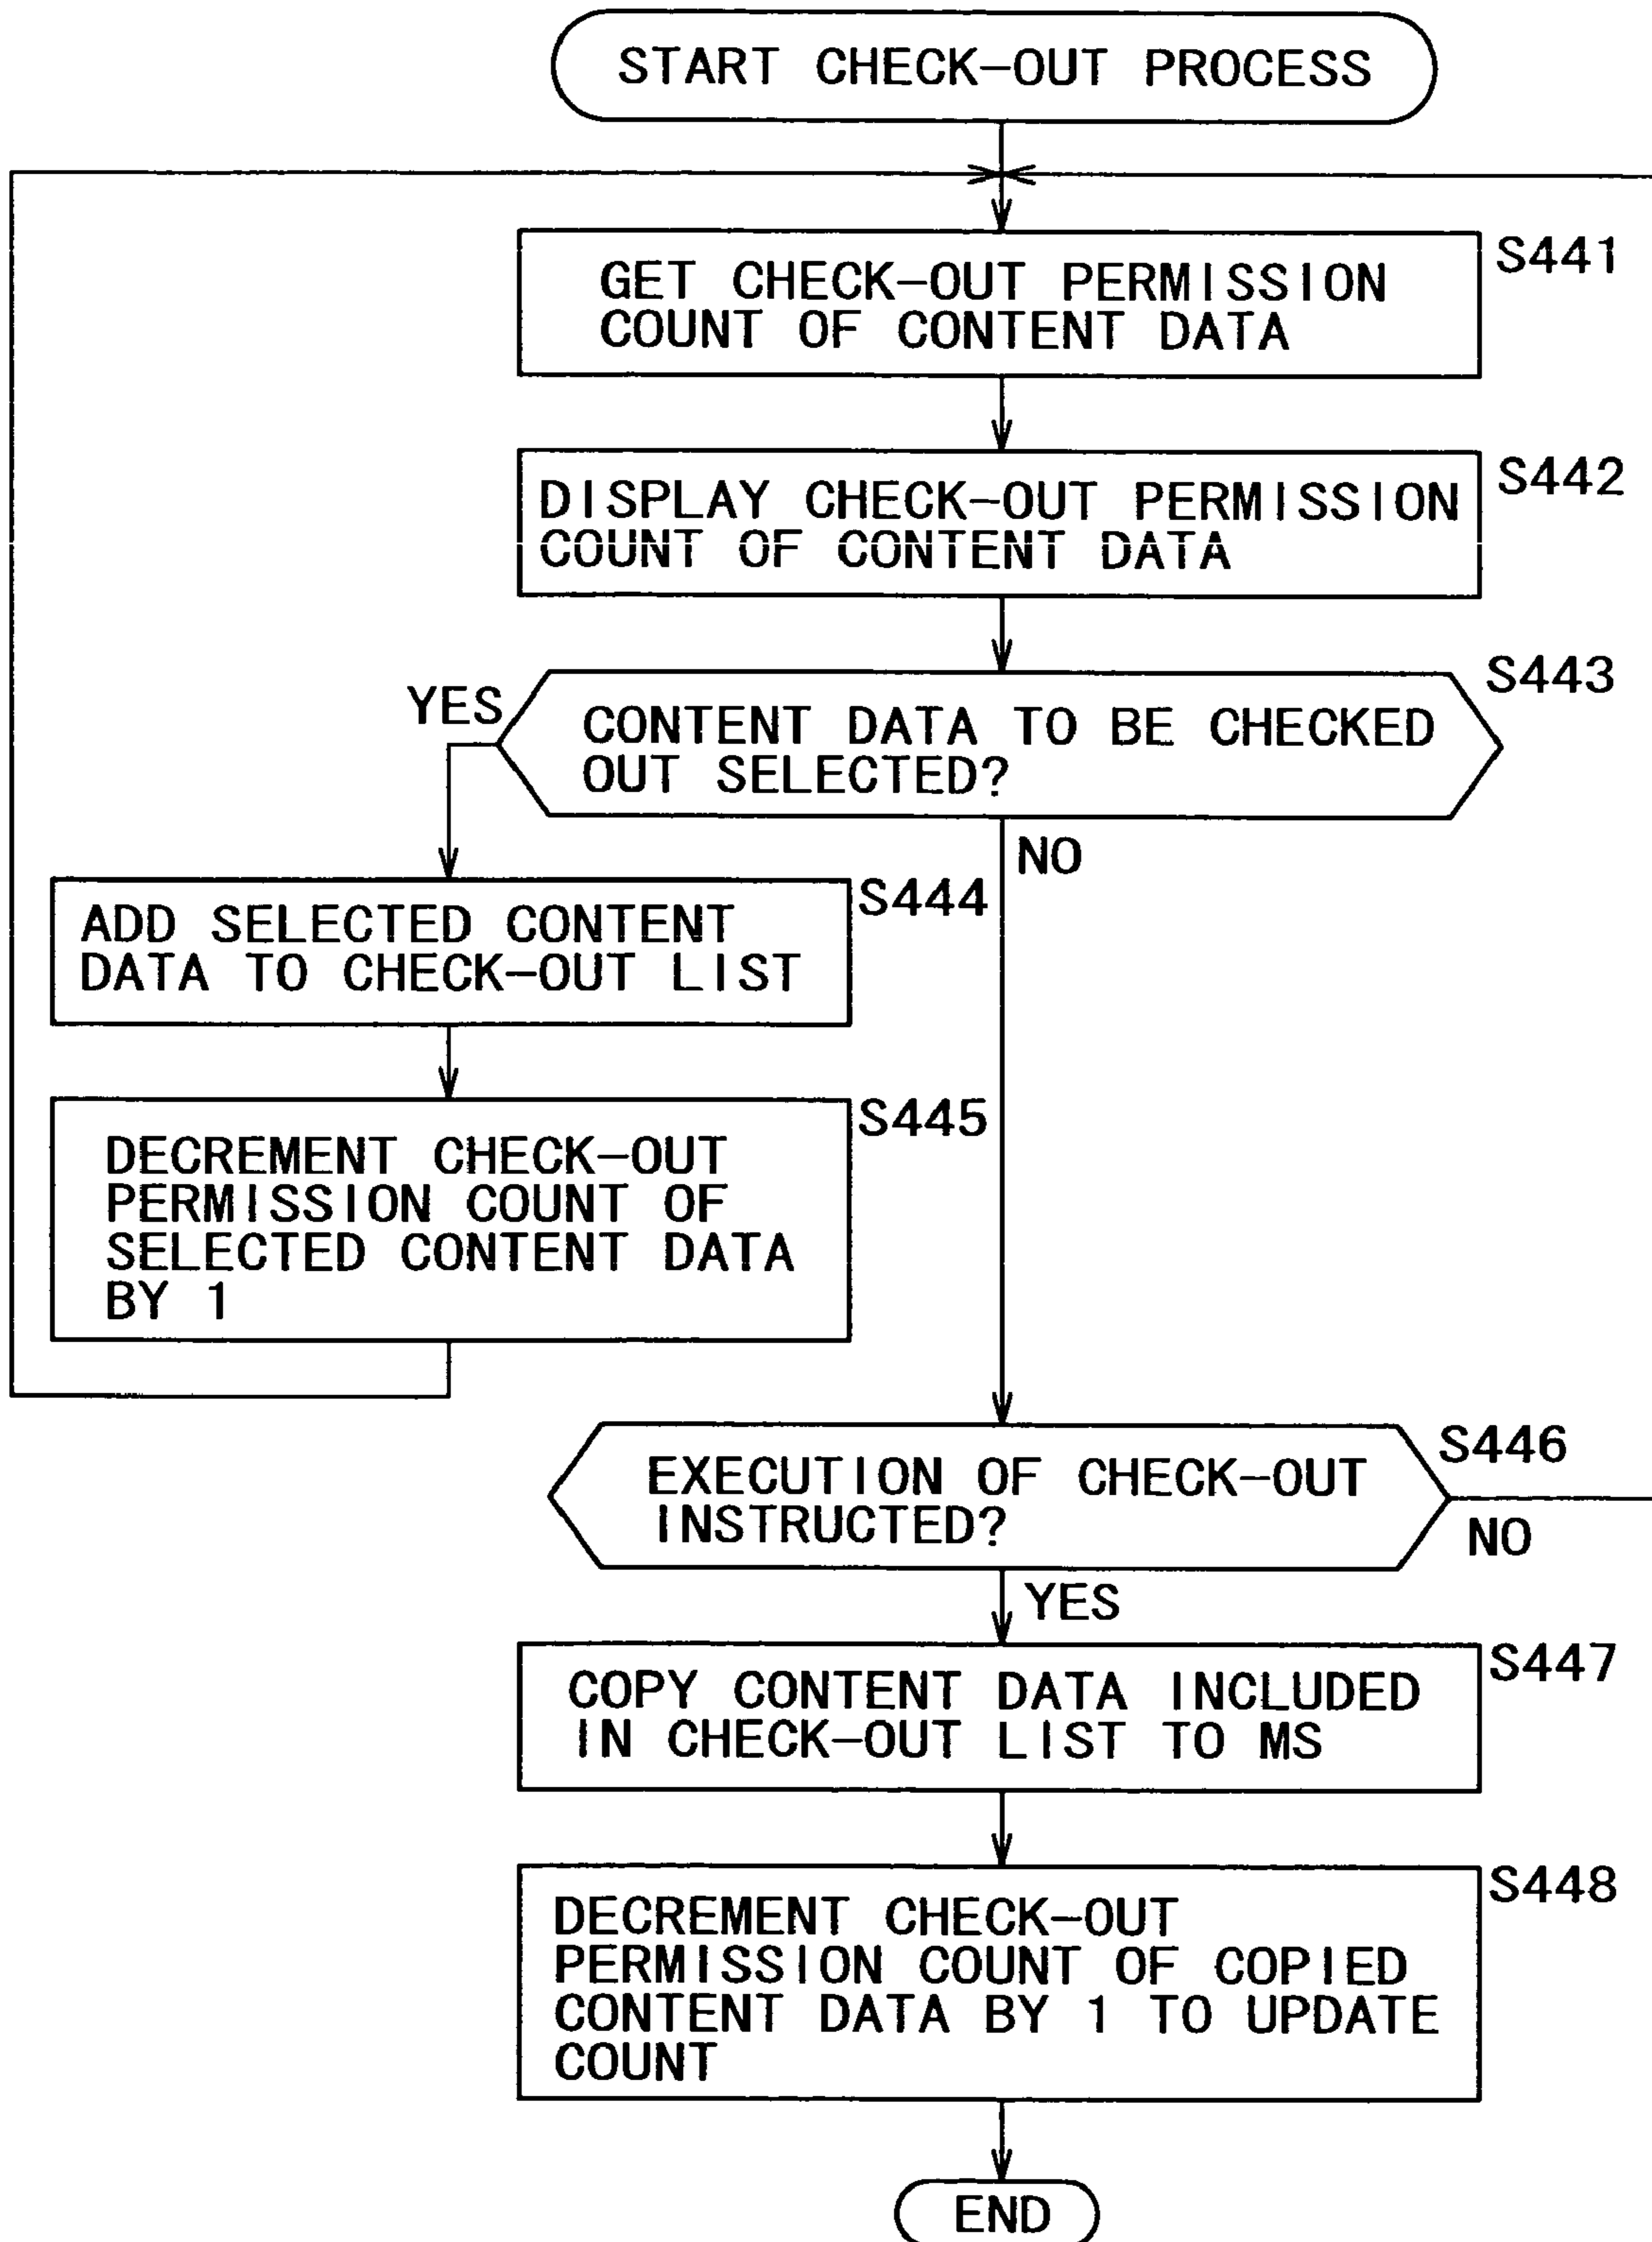 START CHECK-OUT PROCESS
S441
GET CHECK-OUT PERMISSION
COUNT OF CONTENT DATA
S442
DISPLAY CHECK-OUT PERMISSION
COUNT OF CONTENT DATA
S443
YES
CONTENT DATA TO BE CHECKED
OUT SELECTED?
NO
S444
ADD SELECTED CONTENT
DATA TO CHECK-OUT LIST
S445
DECREMENT CHECK-OUT
PERMISSION COUNT OF
SELECTED CONTENT DATA
BY 1
S446
EXECUTION OF CHECK-OUT
INSTRUCTED?
NO
YES
S447
COPY CONTENT DATA INCLUDED
IN CHECK-OUT LIST TO MS
S448
DECREMENT CHECK-OUT
PERMISSION COUNT OF COPIED
CONTENT DATA BY 1 TO UPDATE
COUNT
END